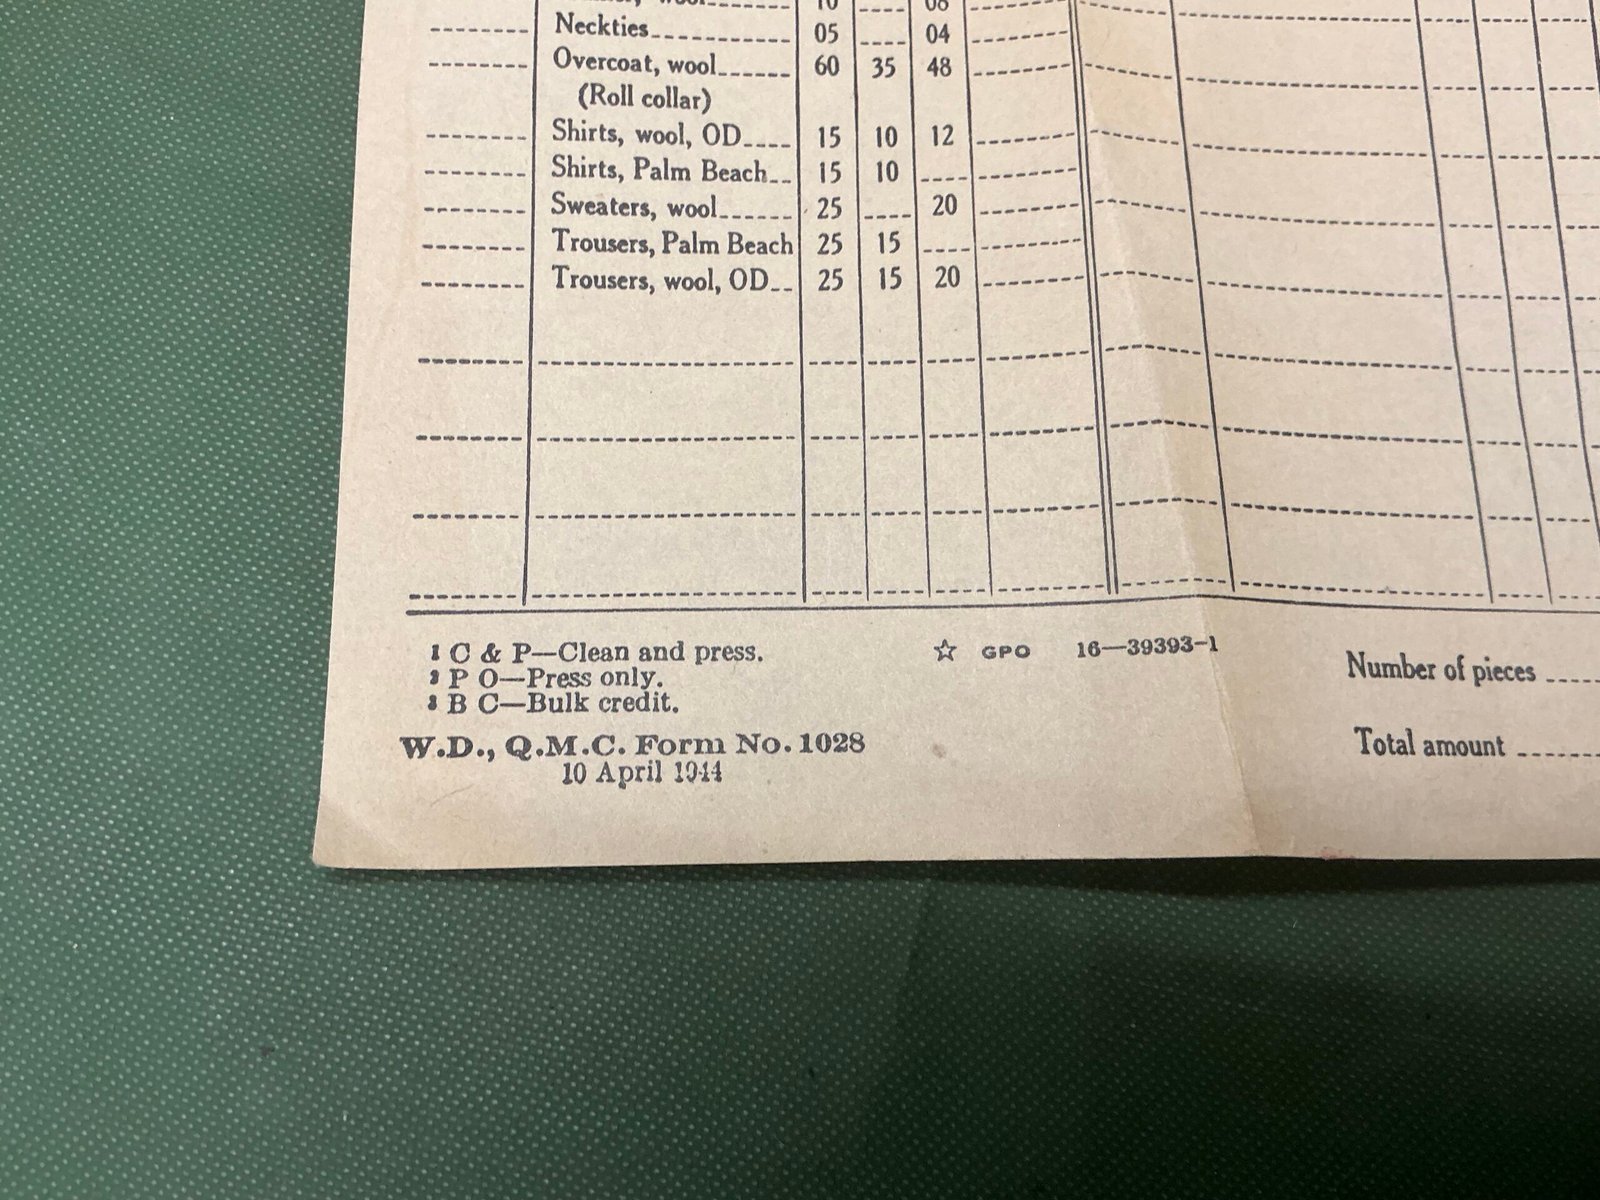 10 08
Neckties 05 04
Overcoat, wool 60 35 48
(Roll collar)
Shirts, wool, OD 15 10 12
Shirts, Palm Beach 15 10
Sweaters, wool 25 20
Trousers, Palm Beach 25 15
Trousers, wool, OD 25 15 20
1 C & P—Clean and press.
2 P O—Press only.
3 B C—Bulk credit.
☆ GPO 16—39393-1
W.D., Q.M.C. Form No. 1028
10 April 1944
Number of pieces
Total amount